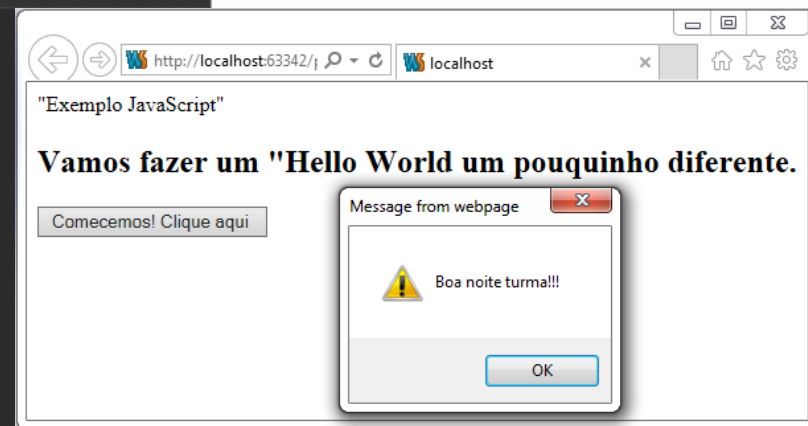 http://localhost:63342/
localhost
"Exemplo JavaScript"
Vamos fazer um "Hello World um pouquinho diferente.
Comecemos! Clique aqui
Message from webpage
Boa noite turma!!!
OK